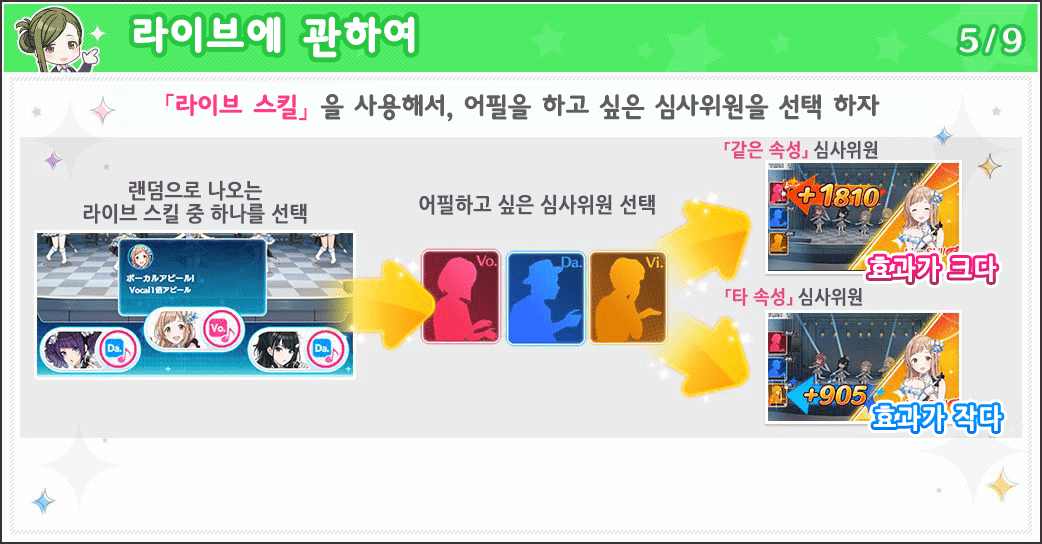 라이브에 관하여
5/9
「라이브 스킬」 을 사용해서, 어필을 하고 싶은 심사위원을 선택 하자
랜덤으로 나오는
라이브 스킬 중 하나를 선택
ボーカルアピールI
Vocal1倍アピール
Da.
Vo.
Da.
어필하고 싶은 심사위원 선택
Vo.
Da.
Vi.
「같은 속성」 심사위원
+1810
효과가 크다
「타 속성」 심사위원
+905
효과가 작다